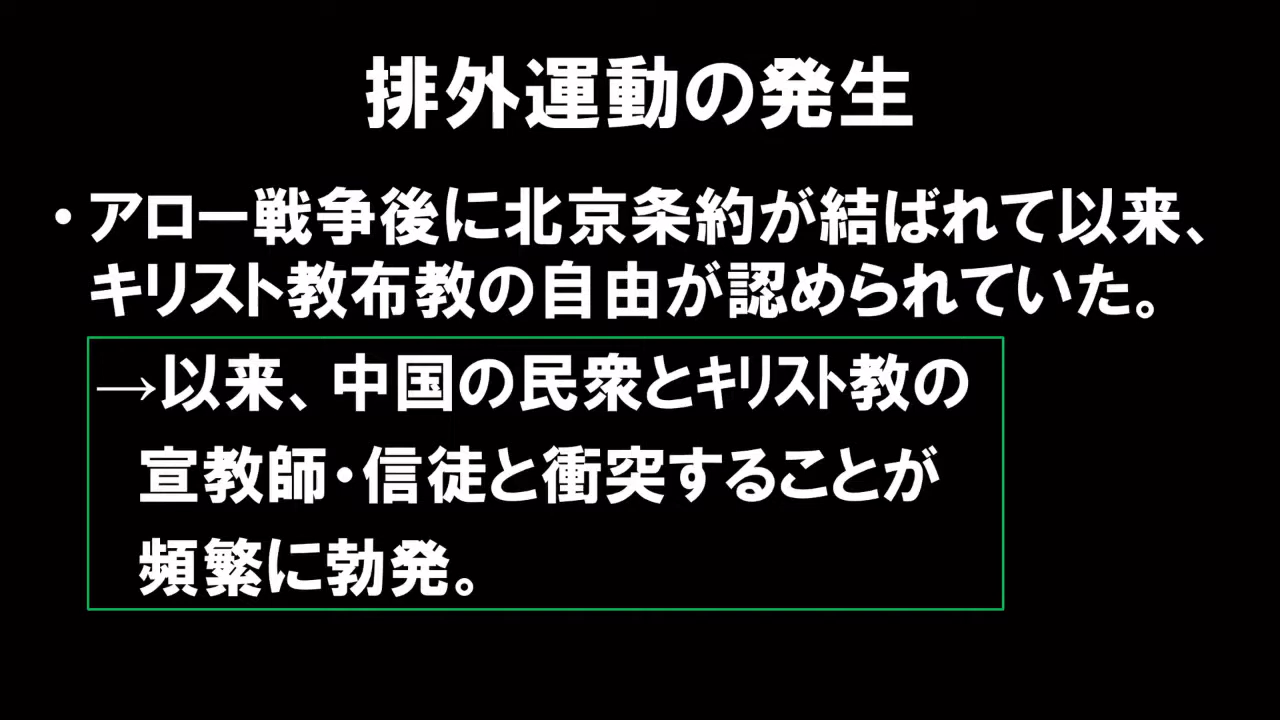 排外運動の発生
・アロー戦争後に北京条約が結ばれて以来、
キリスト教布教の自由が認められていた。
→以来、中国の民衆とキリスト教の
宣教師・信徒と衝突することが
頻繁に勃発。